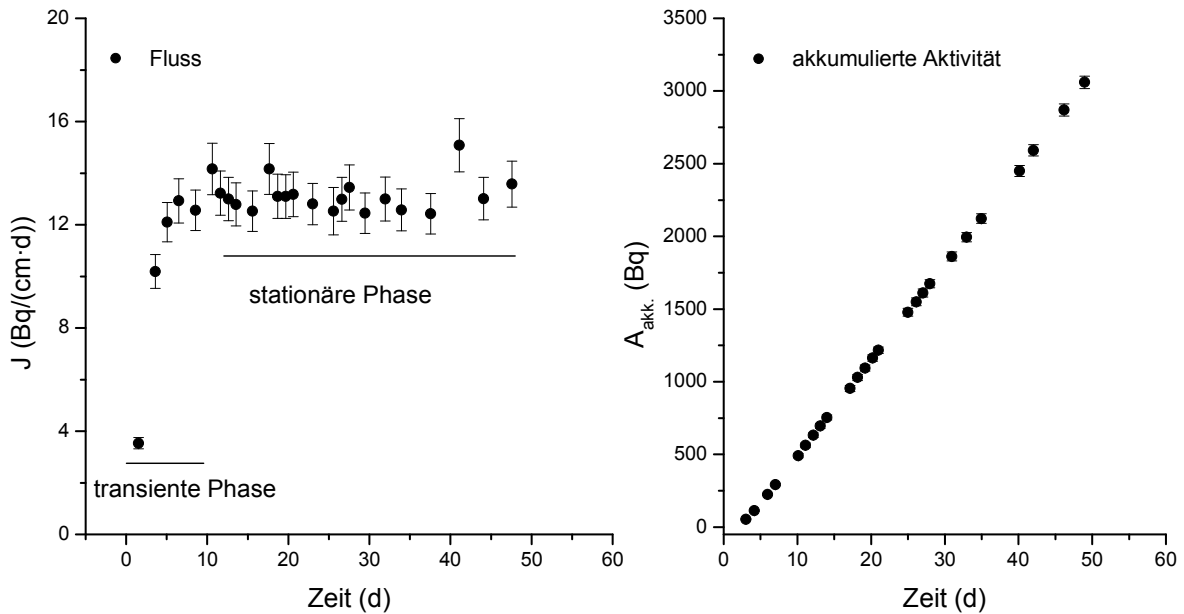 20
16
12
8
4
0
J (Bq/(cm·d))
Fluss
stationäre Phase
transiente Phase
0 10 20 30 40 50 60
Zeit (d)
3500
3000
2500
2000
1500
1000
500
0
A_akk. (Bq)
akkumulierte Aktivität
0 10 20 30 40 50 60
Zeit (d)